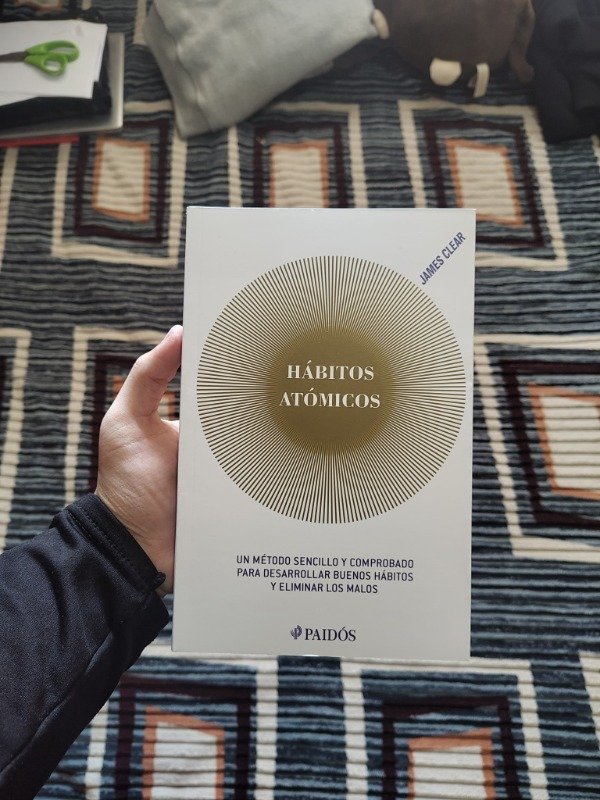 JAMES CLEAR
HÁBITOS
ATÓMICOS
UN MÉTODO SENCILLO Y COMPROBADO
PARA DESARROLLAR BUENOS HÁBITOS
Y ELIMINAR LOS MALOS
PAIDÓS